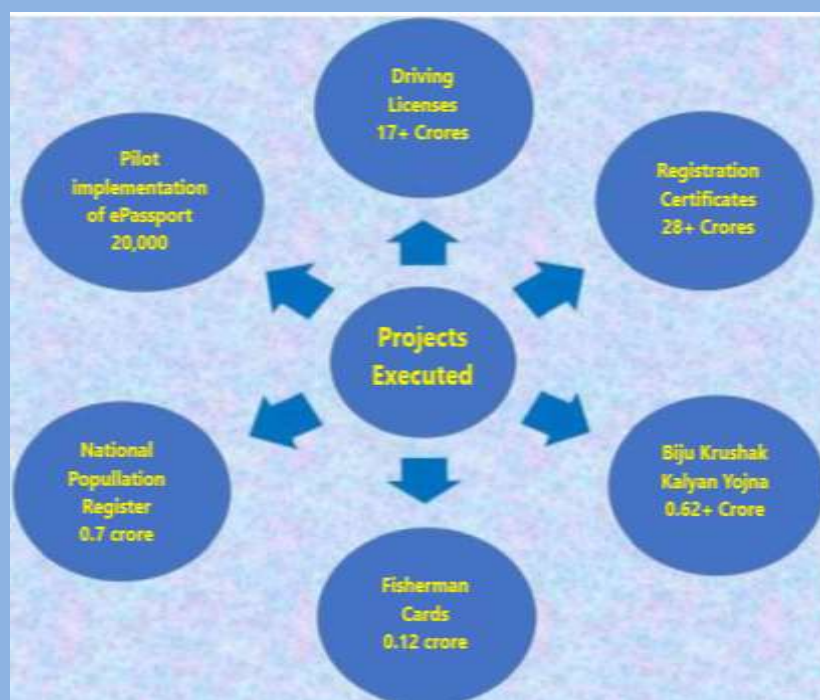 Driving
Licenses
17+ Crores
Pilot
implementation
of ePassport
20,000
Registration
Certificates
28+ Crores
Projects
Executed
National
Popullation
Register
0.7 crore
Biju Krushak
Kalyan Yojna
0.62+ Crore
Fisherman
Cards
0.12 crore